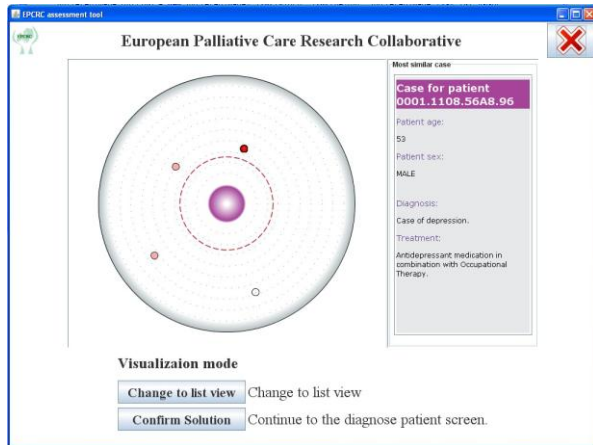 EPCRC assessment tool
EPCRC
European Palliative Care Research Collaborative
Most similar case
Case for patient
0001.1108.56A8.96
Patient age:
53
Patient sex:
MALE
Diagnosis:
Case of depression.
Treatment:
Antidepressant medication in
combination with Occupational
Therapy.
Visualizaion mode
Change to list view Change to list view
Confirm Solution Continue to the diagnose patient screen.